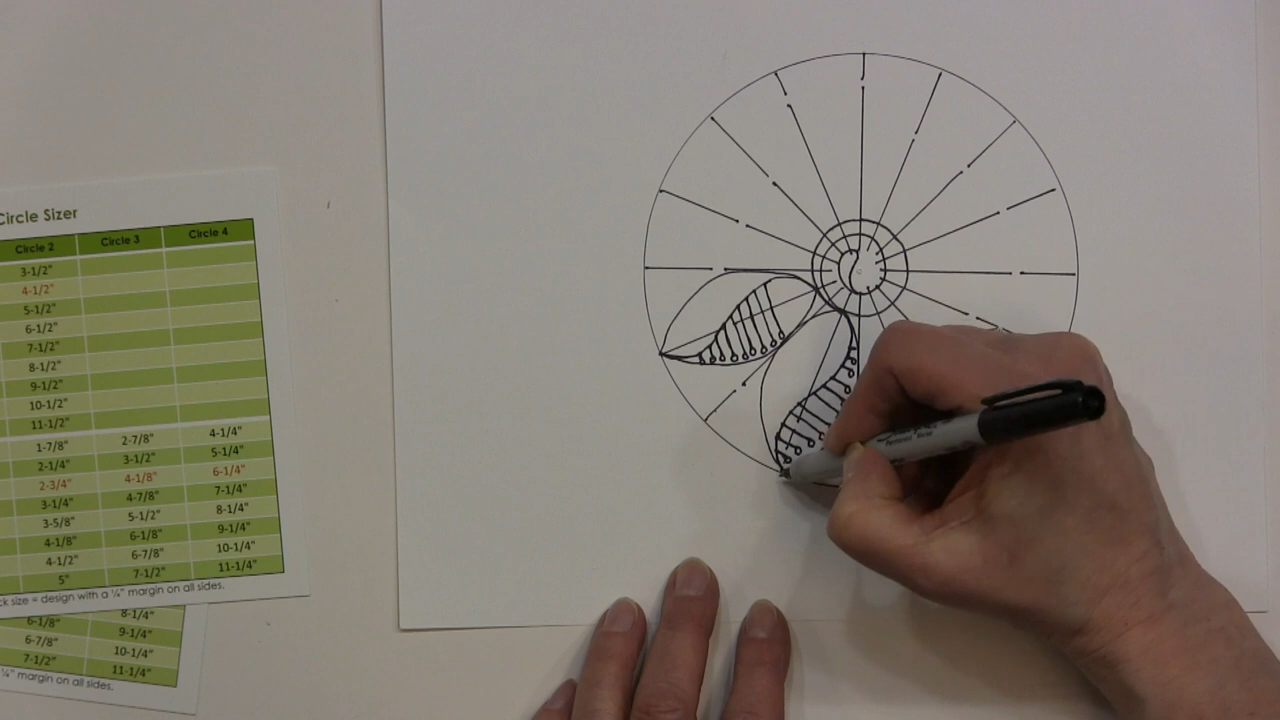 Circle Sizer
Circle 2 Circle 3 Circle 4
3-1/2"
4-1/2"
5-1/2"
6-1/2"
7-1/2"
8-1/2"
9-1/2"
10-1/2"
11-1/2"
1-7/8" 2-7/8" 4-1/4"
2-1/4" 3-1/2" 5-1/4"
2-3/4" 4-1/8" 6-1/4"
3-1/4" 4-7/8" 7-1/4"
3-5/8" 5-1/2" 8-1/4"
4-1/8" 6-1/8" 9-1/4"
4-1/2" 6-7/8" 10-1/4"
5" 7-1/2" 11-1/4"
ck size = design with a ¼" margin on all sides.
6-1/8" 8-1/4"
6-7/8" 9-1/4"
7-1/2" 10-1/4"
11-1/4"
¼" margin on all sides.